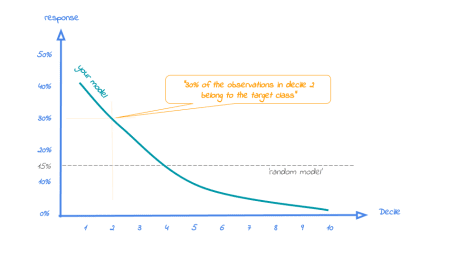 response
50%
40%
your model
"30% of the observations in decile 2
belong to the target class"
30%
20%
15%
'random model'
10%
0%
Decile
1 2 3 4 5 6 7 8 9 10